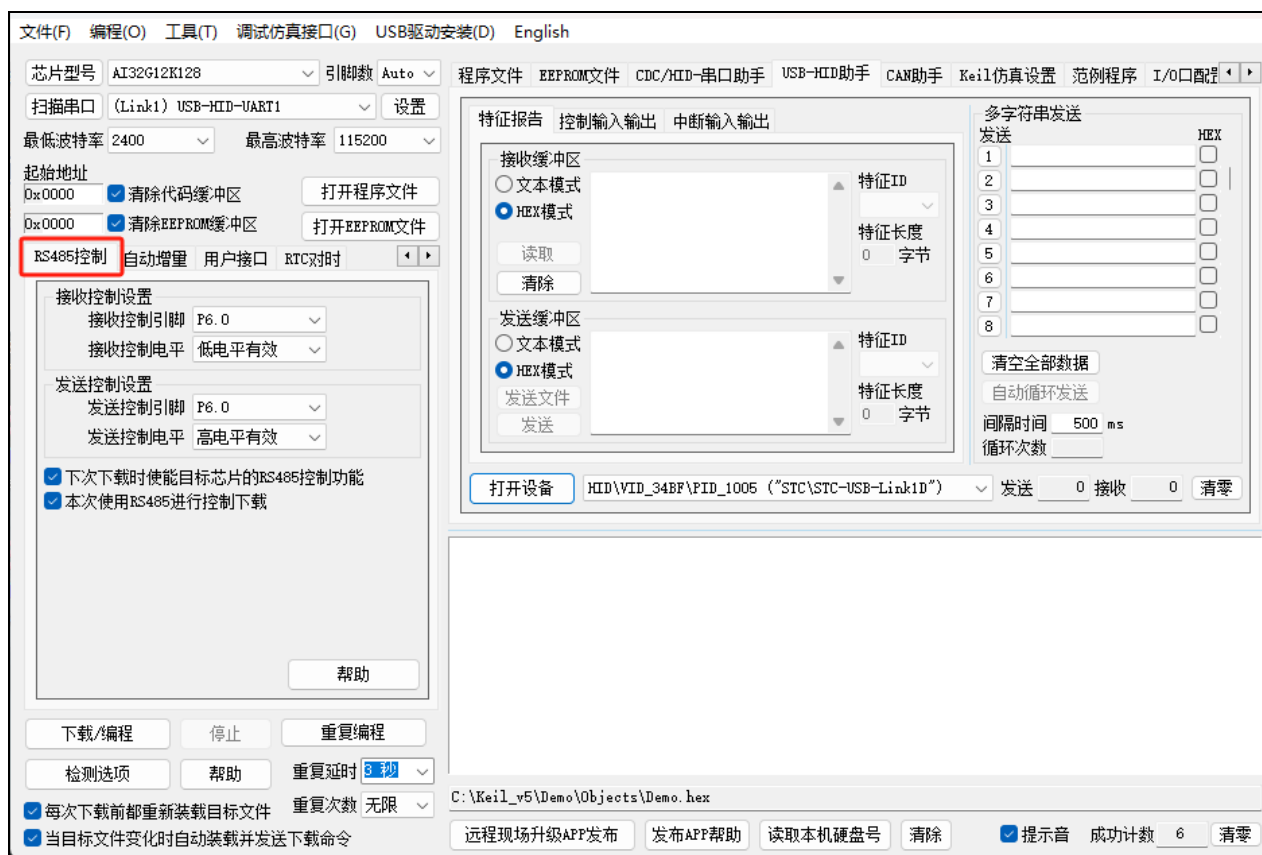 文件(F) 编程(O) 工具(T) 调试仿真接口(G) USB驱动安装(D) English
芯片型号 AI32G12K128 引脚数 Auto
扫描串口 (Link1) USB-HID-UART1 设置
最低波特率 2400 最高波特率 115200
起始地址
0x0000 清除代码缓冲区 打开程序文件
0x0000 清除EEPROM缓冲区 打开EEPROM文件
RS485控制 自动增量 用户接口 RTC对时
接收控制设置
接收控制引脚 P6.0
接收控制电平 低电平有效
发送控制设置
发送控制引脚 P6.0
发送控制电平 高电平有效
下次下载时使能目标芯片的RS485控制功能
本次使用RS485进行控制下载
帮助
下载/编程 停止 重复编程
检测选项 帮助 重复延时 3 秒
每次下载前都重新装载目标文件 重复次数 无限
当目标文件变化时自动装载并发送下载命令
程序文件 EEPROM文件 CDC/HID-串口助手 USB-HID助手 CAN助手 Keil仿真设置 范例程序 I/O口配
特征报告 控制输入输出 中断输入输出
接收缓冲区
文本模式 特征ID
HEX模式
特征长度
读取 0 字节
清除
发送缓冲区
文本模式 特征ID
HEX模式
发送文件 特征长度
发送 0 字节
多字符串发送
发送 HEX
1
2
3
4
5
6
7
8
清空全部数据
自动循环发送
间隔时间 500 ms
循环次数
打开设备 HID\VID_34BF\PID_1005 ("STC\STC-USB-Link1D") 发送 0 接收 0 清零
C:\Keil_v5\Demo\Objects\Demo.hex
远程现场升级APP发布 发布APP帮助 读取本机硬盘号 清除 提示音 成功计数 6 清零